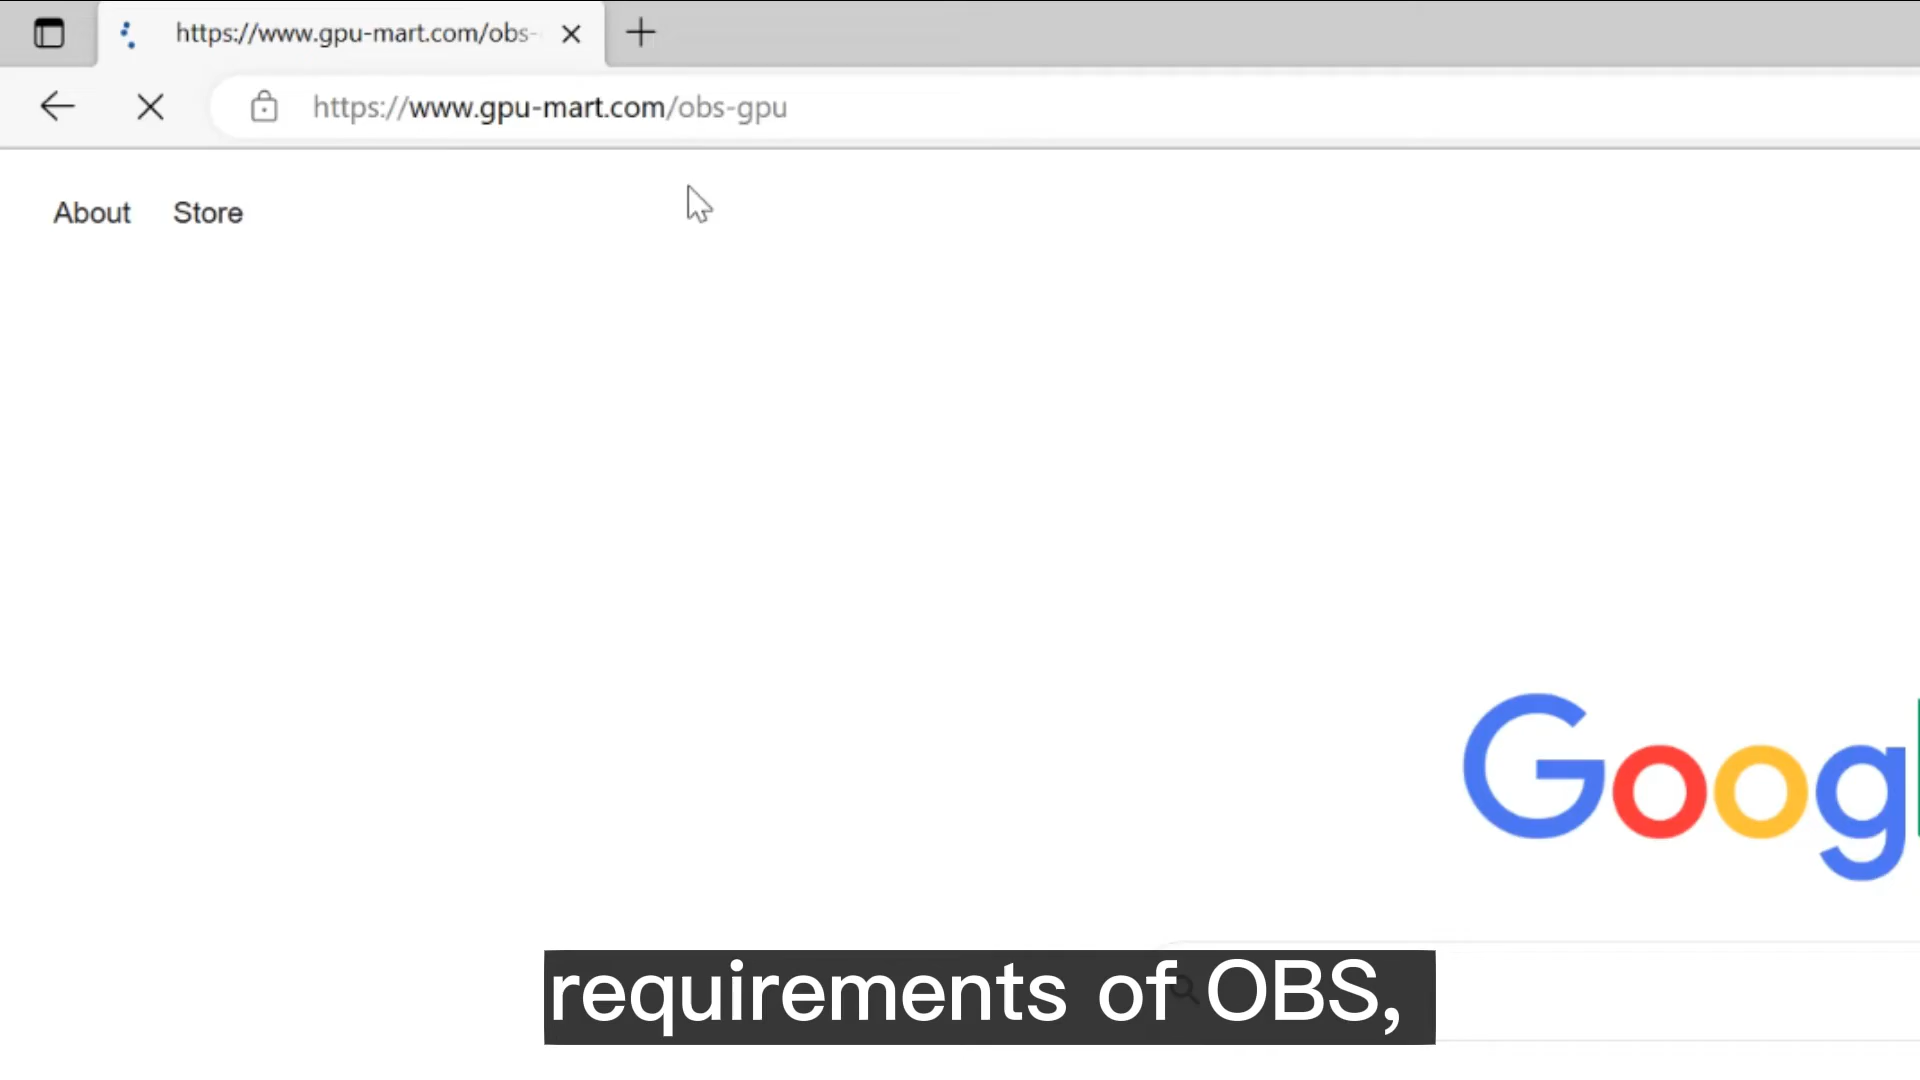 https://www.gpu-mart.com/obs-
https://www.gpu-mart.com/obs-gpu
About Store
Goog
requirements of OBS,